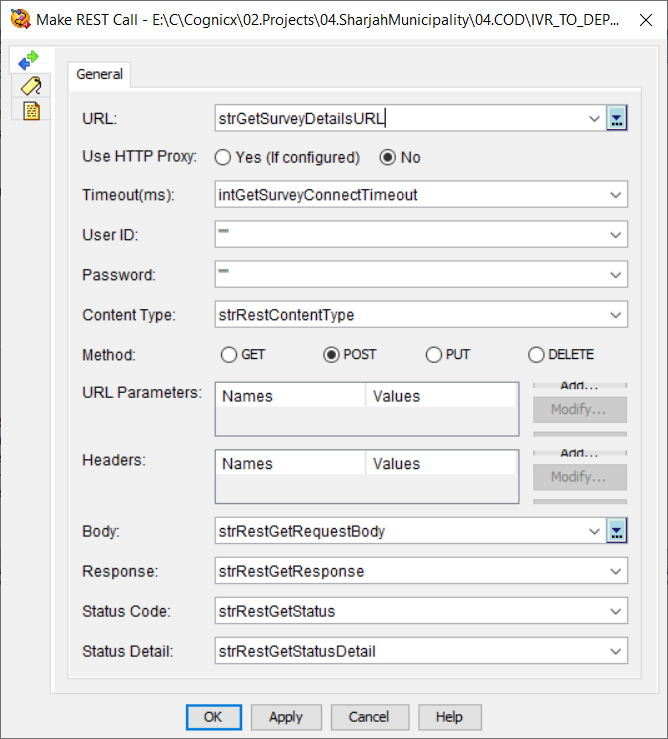 Make REST Call - E:\C\Cognicx\02.Projects\04.SharjahMunicipality\04.COD\IVR_TO_DEP...
General
URL: strGetSurveyDetailsURL
Use HTTP Proxy: Yes (If configured) No
Timeout(ms): intGetSurveyConnectTimeout
User ID: ""
Password: ""
Content Type: strRestContentType
Method: GET POST PUT DELETE
URL Parameters: Names Values Add...
Modify...
Headers: Names Values Add...
Modify...
Body: strRestGetRequestBody
Response: strRestGetResponse
Status Code: strRestGetStatus
Status Detail: strRestGetStatusDetail
OK Apply Cancel Help